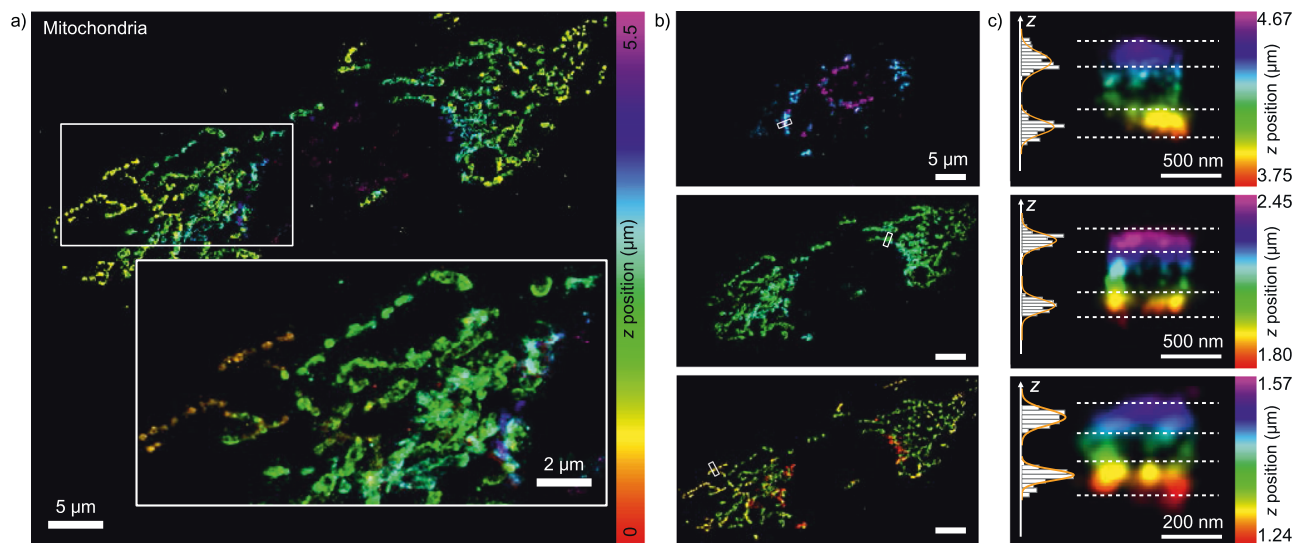 a)
Mitochondria
5.5
z position (µm)
0
2 µm
5 µm
b)
5 µm
c)
z
4.67
z position (µm)
3.75
500 nm
z
2.45
z position (µm)
1.80
500 nm
z
1.57
z position (µm)
1.24
200 nm